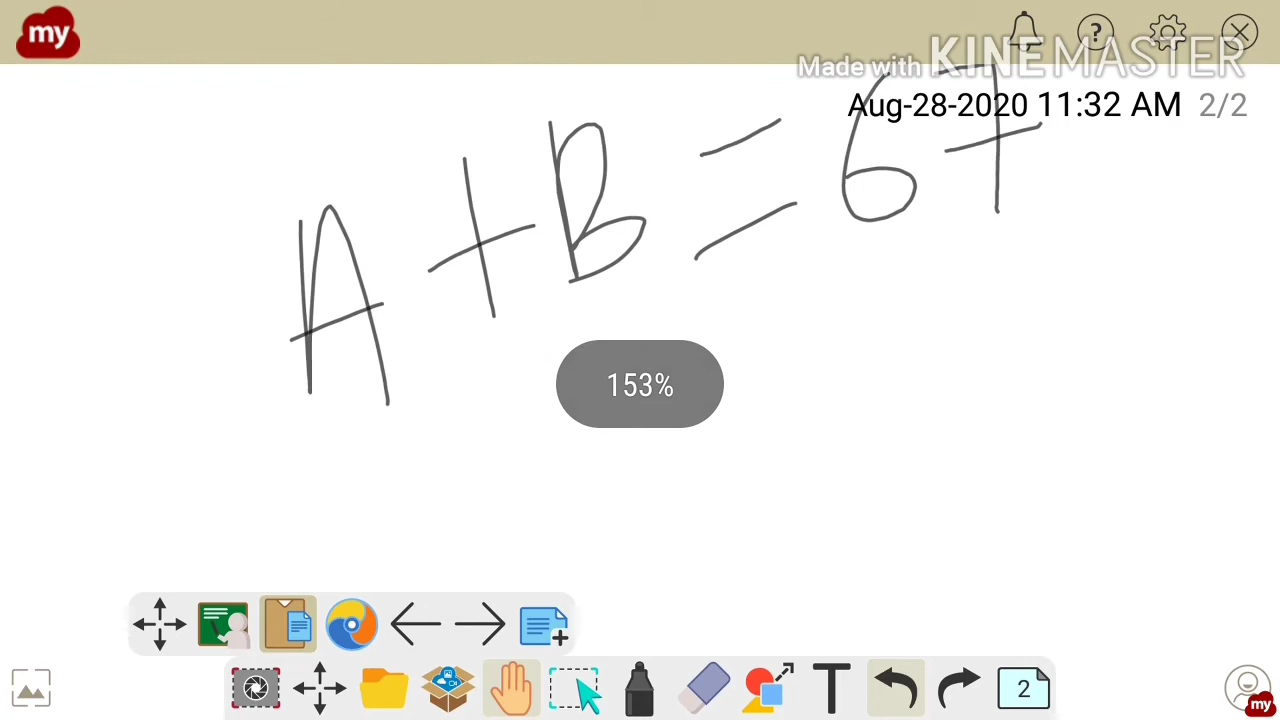 my
Made with KINEMASTER
Aug-28-2020 11:32 AM 2/2
A+B=67
153%
T
2
my